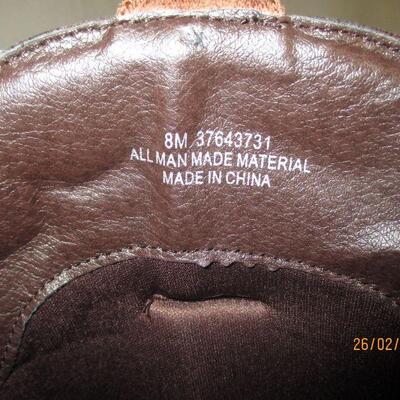 8M 37643731
ALL MAN MADE MATERIAL
MADE IN CHINA
26/02/